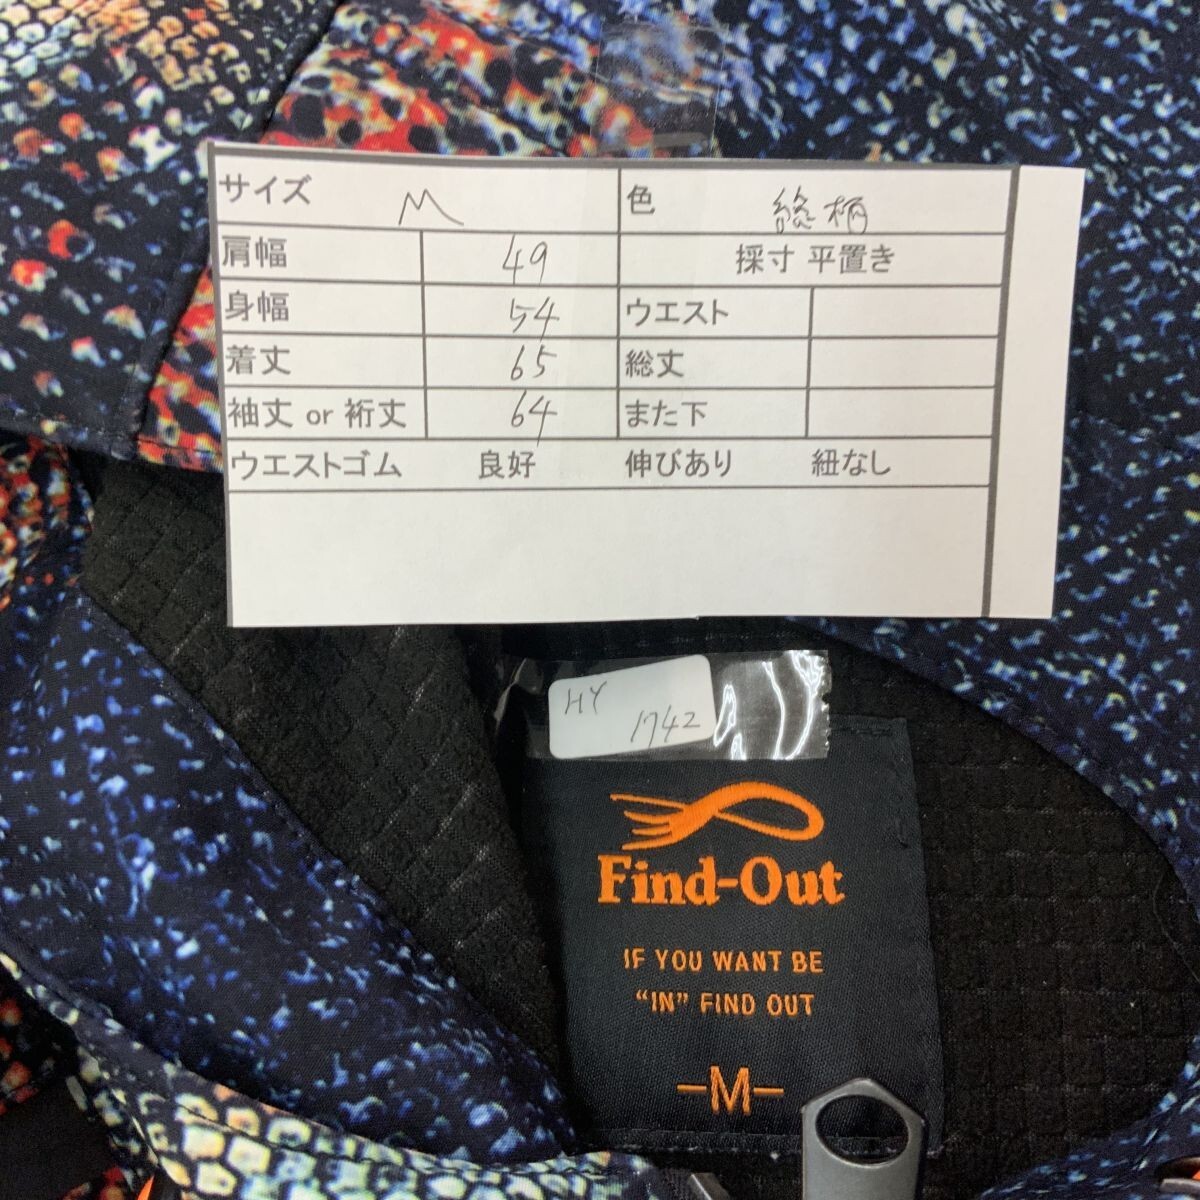 サイズ M 色 総柄
肩幅 49 採寸 平置き
身幅 54 ウエスト
着丈 65 総丈
袖丈 or 裄丈 64 また下
ウエストゴム 良好 伸びあり 紐なし
HY
1742
Find-Out
IF YOU WANT BE
“IN” FIND OUT
-M-